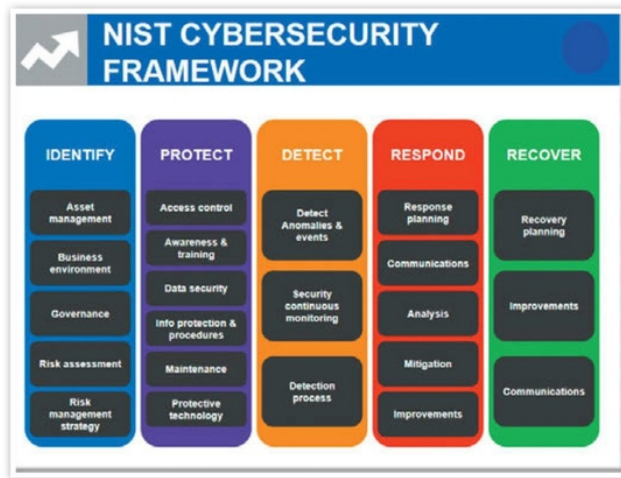 NIST CYBERSECURITY
FRAMEWORK
IDENTIFY
Asset
management
Business
environment
Governance
Risk assessment
Risk
management
strategy
PROTECT
Access control
Awareness &
training
Data security
Info protection &
procedures
Maintenance
Protective
technology
DETECT
Detect
Anomalies &
events
Security
continuous
monitoring
Detection
process
RESPOND
Response
planning
Communications
Analysis
Mitigation
Improvements
RECOVER
Recovery
planning
Improvements
Communications